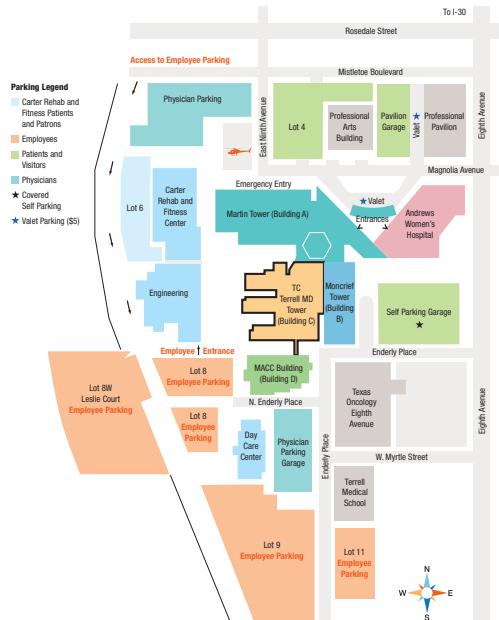 To I-30
Rosedale Street
Access to Employee Parking
Mistletoe Boulevard
Parking Legend
Carter Rehab and
Fitness Patients
and Patrons
Employees
Patients and
Visitors
Physicians
Covered
Self Parking
Valet Parking ($5)
Physician Parking
East Ninth Avenue
Lot 4
Professional
Arts
Building
Pavilion
Garage
Valet
Professional
Pavilion
Eighth Avenue
Magnolia Avenue
Emergency Entry
Lot 6
Carter
Rehab and
Fitness
Center
Martin Tower (Building A)
Valet
Entrances
Andrews
Women's
Hospital
Engineering
TC
Terrell MD
Tower
(Building C)
Moncrief
Tower
(Building
B)
Self Parking Garage
Employee Entrance
Enderly Place
Lot 8W
Leslie Court
Employee Parking
Lot 8
Employee Parking
MACC Building
(Building D)
Texas
Oncology
Eighth
Avenue
Eighth Avenue
N. Enderly Place
Lot 8
Employee
Parking
Day
Care
Center
Physician
Parking
Garage
Enderly Place
W. Myrtle Street
Terrell
Medical
School
Lot 9
Employee Parking
Lot 11
Employee
Parking
N
W
E
S